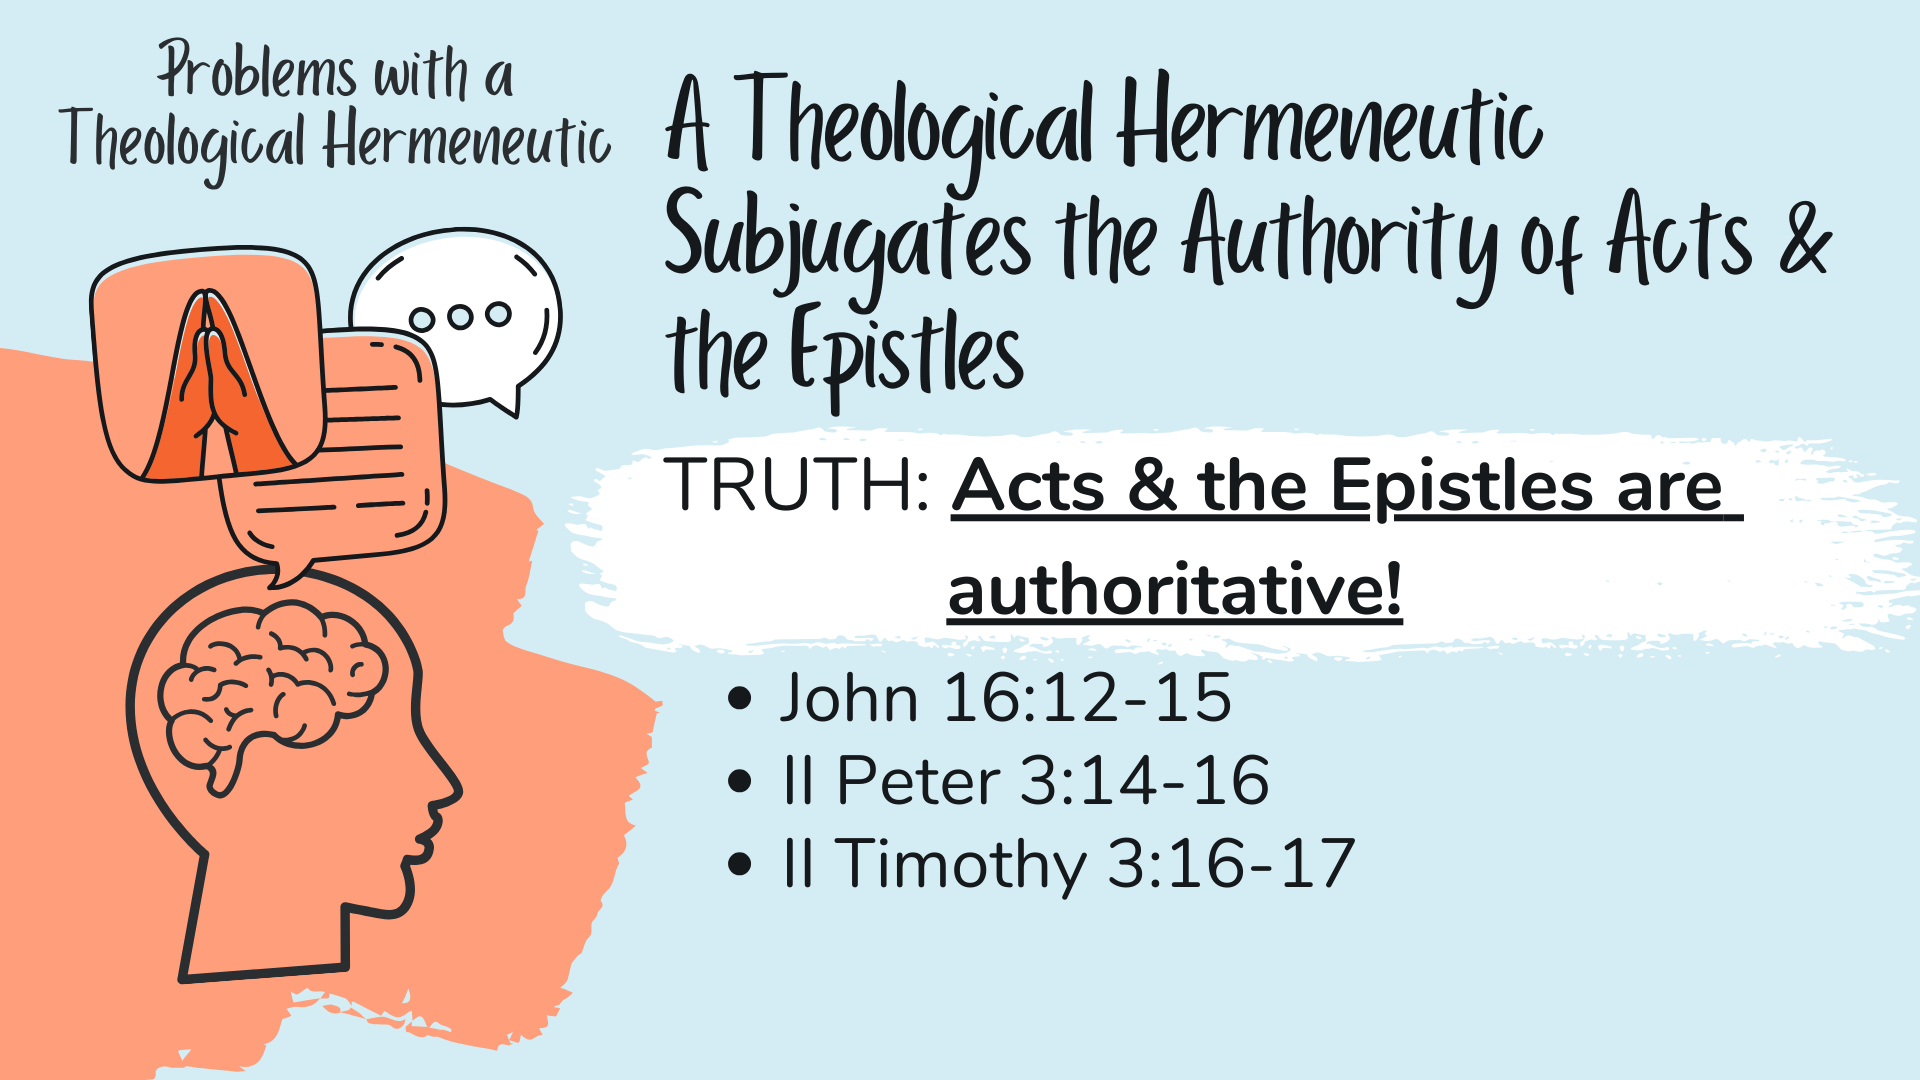 Problems with a
Theological Hermeneutic
A Theological Hermeneutic
Subjugates the Authority of Acts &
the Epistles
TRUTH: Acts & the Epistles are
authoritative!
• John 16:12-15
• II Peter 3:14-16
• II Timothy 3:16-17